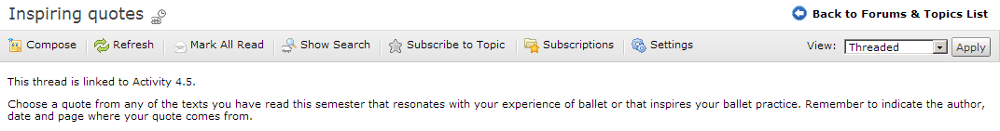 Inspiring quotes
Back to Forums & Topics List
Compose Refresh Mark All Read Show Search Subscribe to Topic Subscriptions Settings View: Threaded Apply
This thread is linked to Activity 4.5.
Choose a quote from any of the texts you have read this semester that resonates with your experience of ballet or that inspires your ballet practice. Remember to indicate the author,
date and page where your quote comes from.